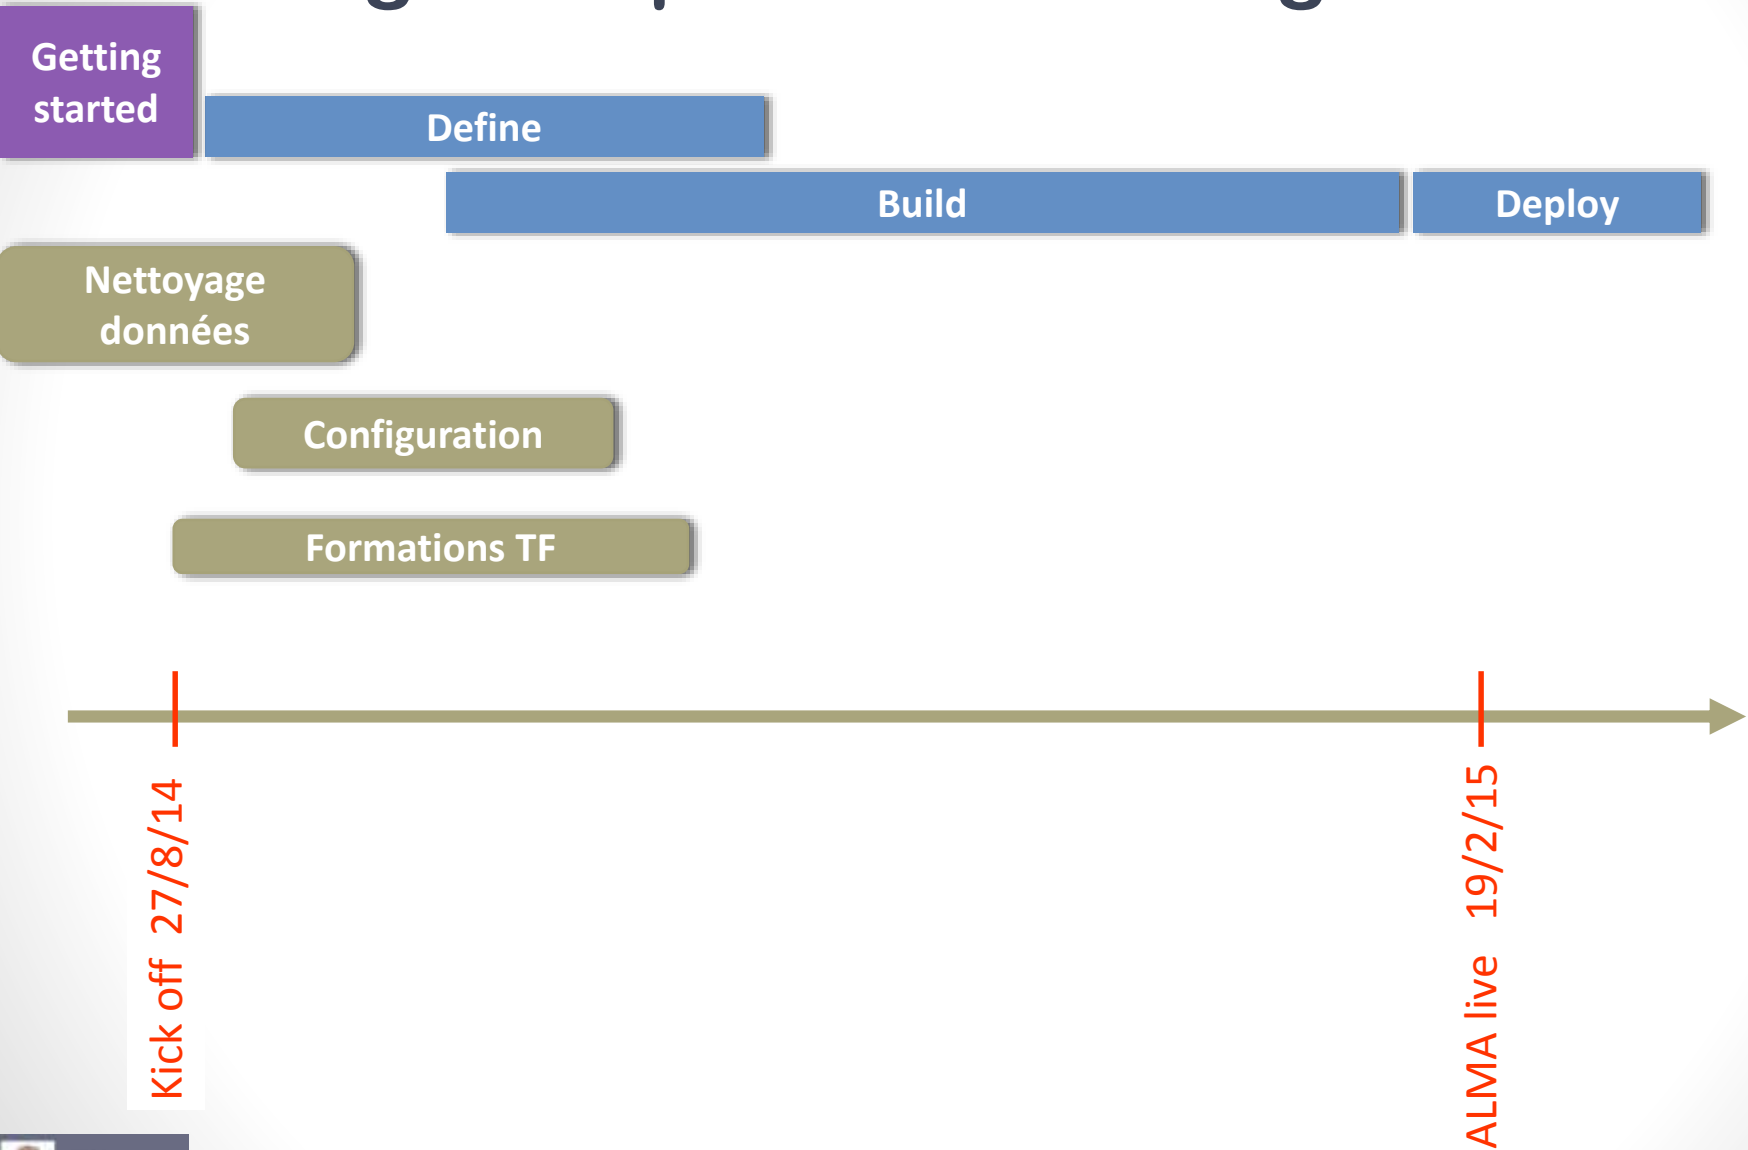 Getting
started
Define
Build
Deploy
Nettoyage
données
Configuration
Formations TF
Kick off 27/8/14
ALMA live 19/2/15